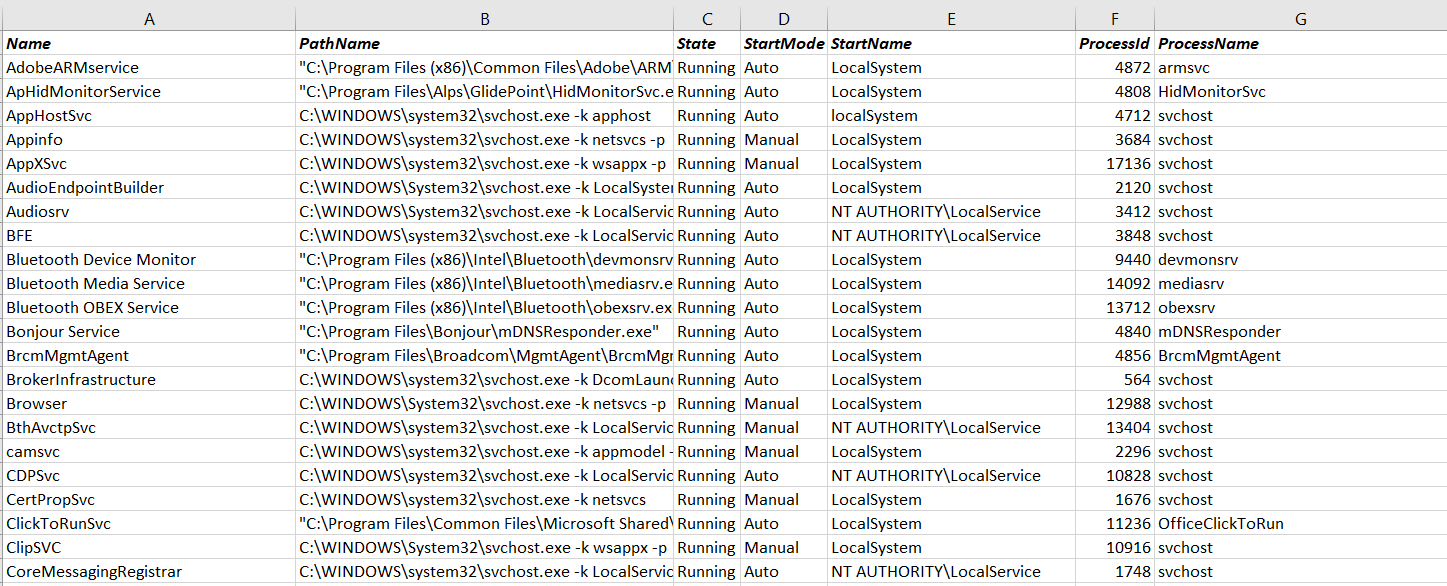 A B C D E F G
Name PathName State StartMode StartName ProcessId ProcessName
AdobeARMservice "C:\Program Files (x86)\Common Files\Adobe\ARM\ Running Auto LocalSystem 4872 armsvc
ApHidMonitorService "C:\Program Files\Alps\GlidePoint\HidMonitorSvc.e Running Auto LocalSystem 4808 HidMonitorSvc
AppHostSvc C:\WINDOWS\system32\svchost.exe -k apphost Running Auto localSystem 4712 svchost
Appinfo C:\WINDOWS\system32\svchost.exe -k netsvcs -p Running Manual LocalSystem 3684 svchost
AppXSvc C:\WINDOWS\system32\svchost.exe -k wsappx -p Running Manual LocalSystem 17136 svchost
AudioEndpointBuilder C:\WINDOWS\System32\svchost.exe -k LocalSyster Running Auto LocalSystem 2120 svchost
Audiosrv C:\WINDOWS\System32\svchost.exe -k LocalServic Running Auto NT AUTHORITY\LocalService 3412 svchost
BFE C:\WINDOWS\system32\svchost.exe -k LocalServic Running Auto NT AUTHORITY\LocalService 3848 svchost
Bluetooth Device Monitor "C:\Program Files (x86)\Intel\Bluetooth\devmonsrv Running Auto LocalSystem 9440 devmonsrv
Bluetooth Media Service "C:\Program Files (x86)\Intel\Bluetooth\mediasrv.e Running Auto LocalSystem 14092 mediasrv
Bluetooth OBEX Service "C:\Program Files (x86)\Intel\Bluetooth\obexsrv.ex Running Auto LocalSystem 13712 obexsrv
Bonjour Service "C:\Program Files\Bonjour\mDNSResponder.exe" Running Auto LocalSystem 4840 mDNSResponder
BrcmMgmtAgent "C:\Program Files\Broadcom\MgmtAgent\BrcmMgr Running Auto LocalSystem 4856 BrcmMgmtAgent
BrokerInfrastructure C:\WINDOWS\system32\svchost.exe -k DcomLaun Running Auto LocalSystem 564 svchost
Browser C:\WINDOWS\System32\svchost.exe -k netsvcs -p Running Manual LocalSystem 12988 svchost
BthAvctpSvc C:\WINDOWS\system32\svchost.exe -k LocalServic Running Manual NT AUTHORITY\LocalService 13404 svchost
camsvc C:\WINDOWS\system32\svchost.exe -k appmodel - Running Manual LocalSystem 2296 svchost
CDPSvc C:\WINDOWS\system32\svchost.exe -k LocalServic Running Auto NT AUTHORITY\LocalService 10828 svchost
CertPropSvc C:\WINDOWS\system32\svchost.exe -k netsvcs Running Manual LocalSystem 1676 svchost
ClickToRunSvc "C:\Program Files\Common Files\Microsoft Shared\ Running Auto LocalSystem 11236 OfficeClickToRun
ClipSVC C:\WINDOWS\System32\svchost.exe -k wsappx -p Running Manual LocalSystem 10916 svchost
CoreMessagingRegistrar C:\WINDOWS\system32\svchost.exe -k LocalServic Running Auto NT AUTHORITY\LocalService 1748 svchost